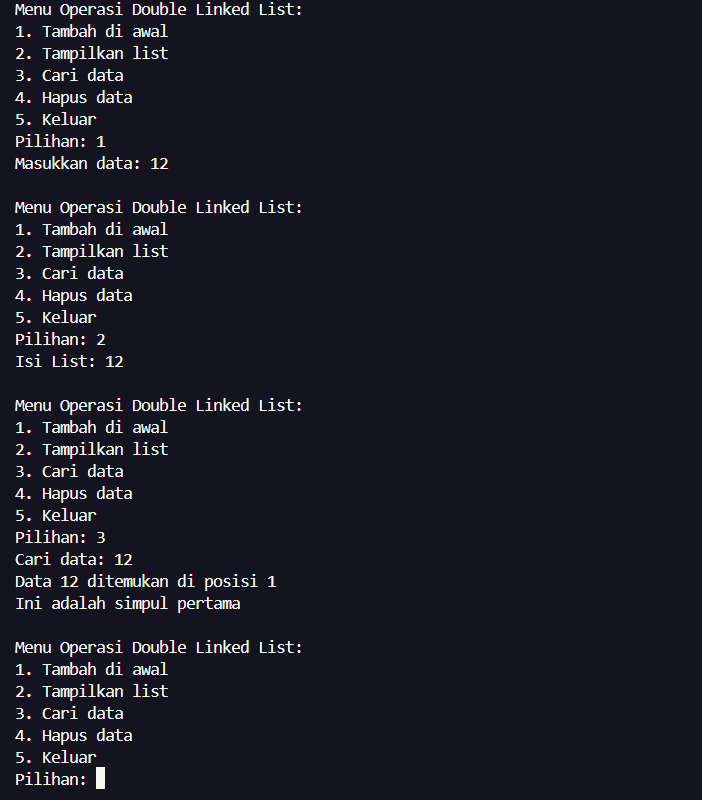 Menu Operasi Double Linked List:
1. Tambah di awal
2. Tampilkan list
3. Cari data
4. Hapus data
5. Keluar
Pilihan: 1
Masukkan data: 12
Menu Operasi Double Linked List:
1. Tambah di awal
2. Tampilkan list
3. Cari data
4. Hapus data
5. Keluar
Pilihan: 2
Isi List: 12
Menu Operasi Double Linked List:
1. Tambah di awal
2. Tampilkan list
3. Cari data
4. Hapus data
5. Keluar
Pilihan: 3
Cari data: 12
Data 12 ditemukan di posisi 1
Ini adalah simpul pertama
Menu Operasi Double Linked List:
1. Tambah di awal
2. Tampilkan list
3. Cari data
4. Hapus data
5. Keluar
Pilihan: